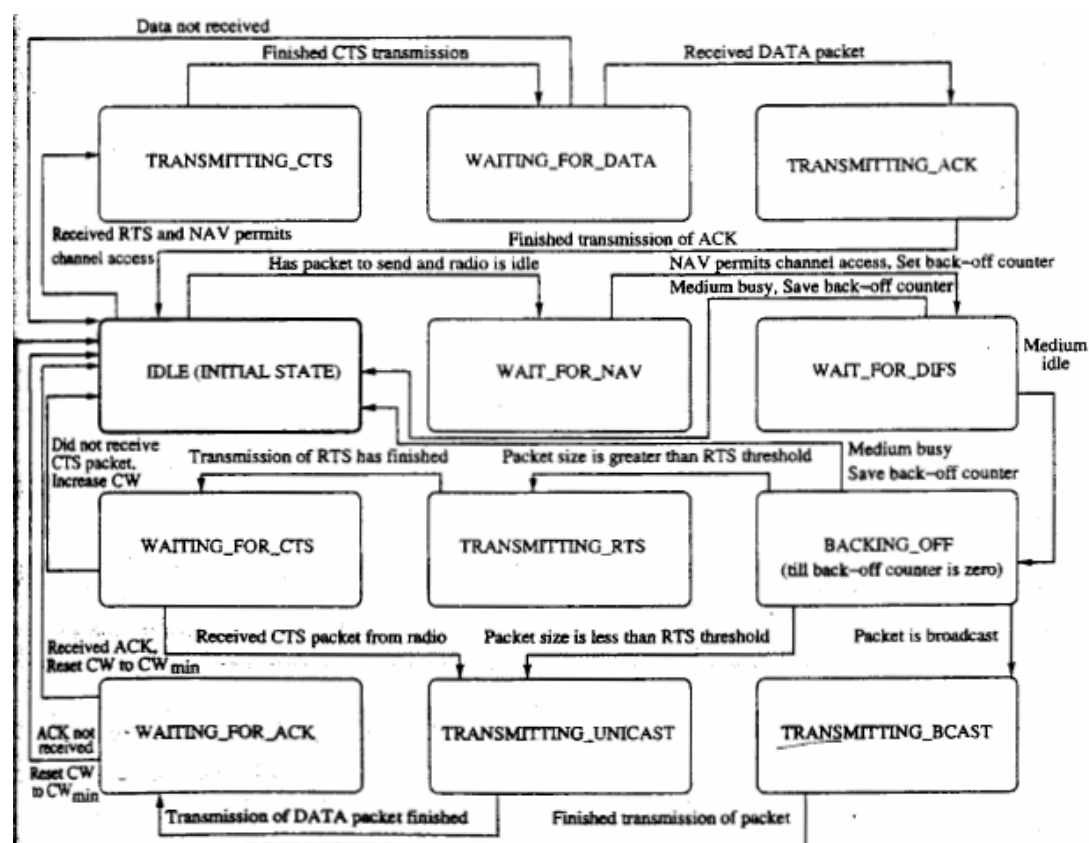 Data not received
Finished CTS transmission
Received DATA packet
TRANSMITTING_CTS
WAITING_FOR_DATA
TRANSMITTING_ACK
Received RTS and NAV permits
channel access
Finished transmission of ACK
Has packet to send and radio is idle
NAV permits channel access, Set back-off counter
Medium busy, Save back-off counter
IDLE (INITIAL STATE)
WAIT_FOR_NAV
WAIT_FOR_DIFS
Medium
idle
Did not receive
CTS packet,
Increase CW
Transmission of RTS has finished
Packet size is greater than RTS threshold
Medium busy
Save back-off counter
WAITING_FOR_CTS
TRANSMITTING_RTS
BACKING_OFF
(till back-off counter is zero)
Received ACK,
Reset CW to CWmin
Received CTS packet from radio
Packet size is less than RTS threshold
Packet is broadcast
WAITING_FOR_ACK
TRANSMITTING_UNICAST
TRANSMITTING_BCAST
ACK not
received
Reset CW
to CWmin
Transmission of DATA packet finished
Finished transmission of packet